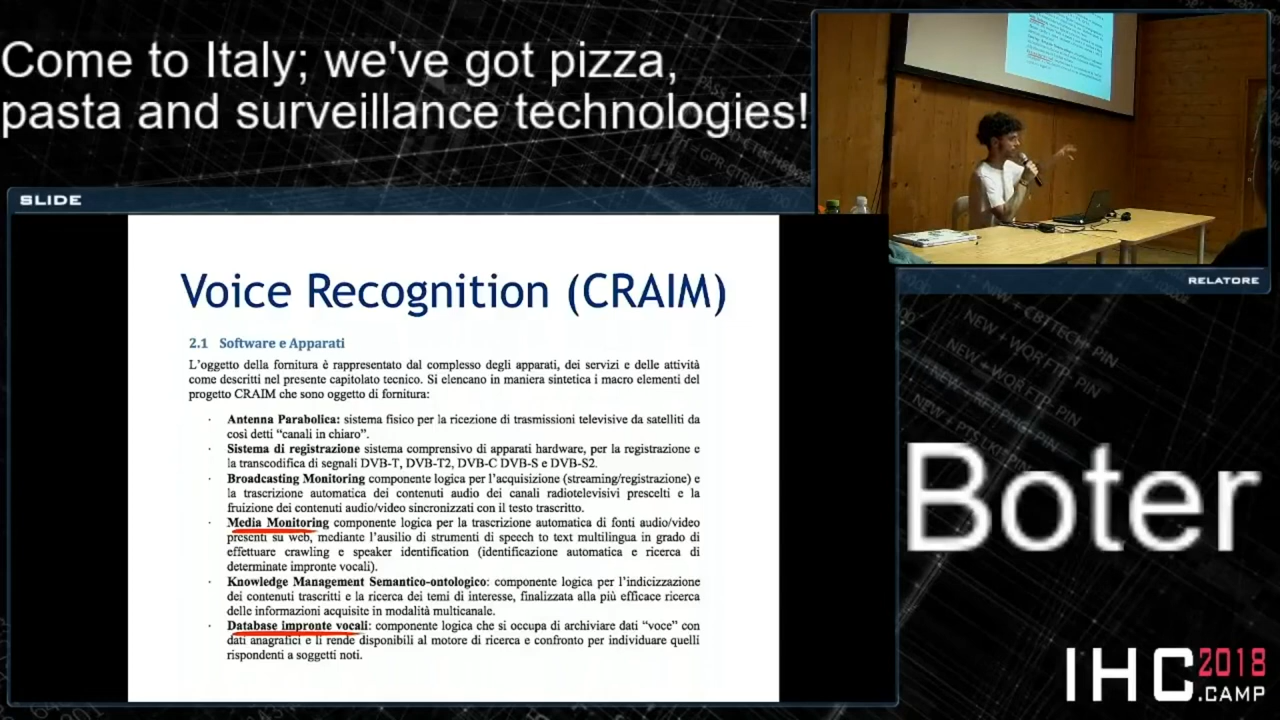 Come to Italy; we've got pizza,
pasta and surveillance technologies!
SLIDE
Voice Recognition (CRAIM)
2.1 Software e Apparati
L'oggetto della fornitura è rappresentato dal complesso degli apparati, dei servizi e delle attività
come descritti nel presente capitolato tecnico. Si elencano in maniera sintetica i macro elementi del
progetto CRAIM che sono oggetto di fornitura:
· Antenna Parabolica: sistema fisico per la ricezione di trasmissioni televisive da satelliti da
così detti “canali in chiaro”.
· Sistema di registrazione sistema comprensivo di apparati hardware, per la registrazione e
la transcodifica di segnali DVB-T, DVB-T2, DVB-C DVB-S e DVB-S2.
· Broadcasting Monitoring componente logica per l'acquisizione (streaming/registrazione) e
la trascrizione automatica dei contenuti audio dei canali radiotelevisivi prescelti e la
fruizione dei contenuti audio/video sincronizzati con il testo trascritto.
· Media Monitoring componente logica per la trascrizione automatica di fonti audio/video
presenti su web, mediante l'ausilio di strumenti di speech to text multilingua in grado di
effettuare crawling e speaker identification (identificazione automatica e ricerca di
determinate impronte vocali).
· Knowledge Management Semantico-ontologico: componente logica per l'indicizzazione
dei contenuti trascritti e la ricerca dei temi di interesse, finalizzata alla più efficace ricerca
delle informazioni acquisite in modalità multicanale.
· Database impronte vocali: componente logica che si occupa di archiviare dati “voce” con
dati anagrafici e li rende disponibili al motore di ricerca e confronto per individuare quelli
rispondenti a soggetti noti.
RELATORE
NEW + CBTTECH PIN
NEW + WOR FTP PIN
Boter
IHC 2018
.CAMP